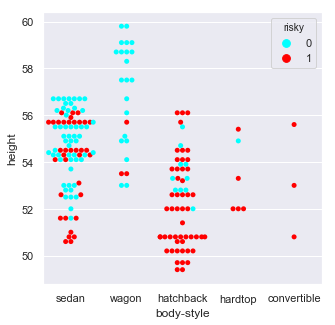 60
58
56
54
52
50
height
risky
0
1
sedan wagon hatchback hardtop convertible
body-style